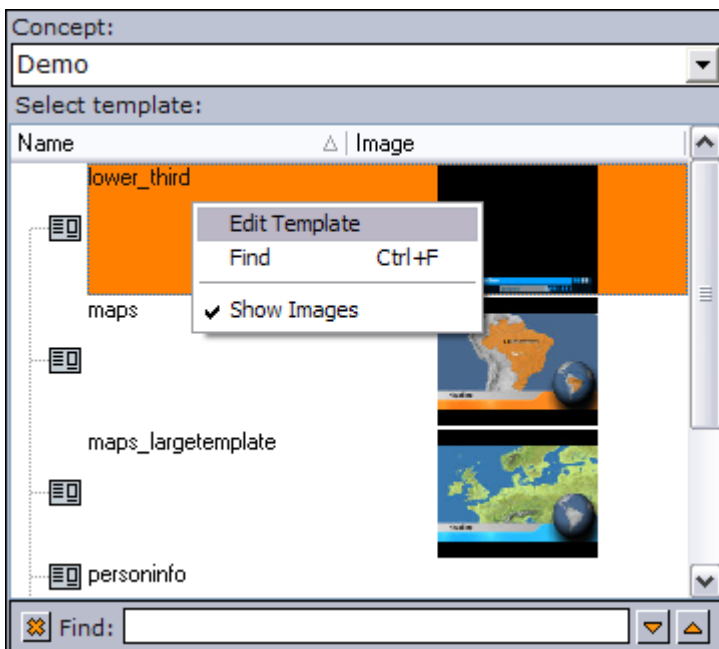 Concept:
Demo
Select template:
Name Image
lower_third
Edit Template
Find Ctrl+F
Show Images
maps
maps_largetemplate
personinfo
Find: